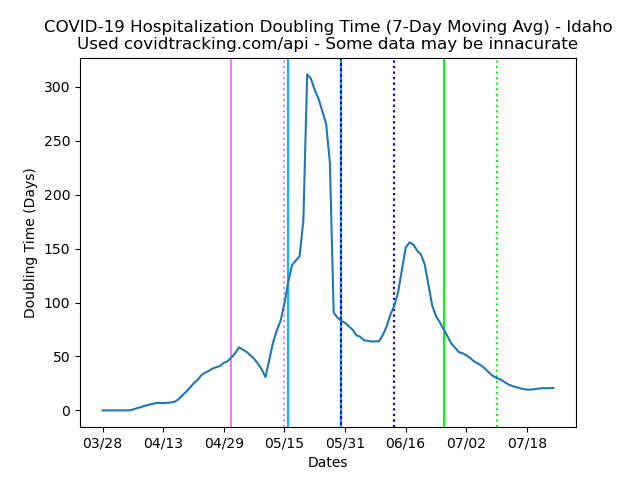 COVID-19 Hospitalization Doubling Time (7-Day Moving Avg) - Idaho
Used covidtracking.com/api - Some data may be innacurate
300
250
200
150
100
50
0
Doubling Time (Days)
03/28 04/13 04/29 05/15 05/31 06/16 07/02 07/18
Dates